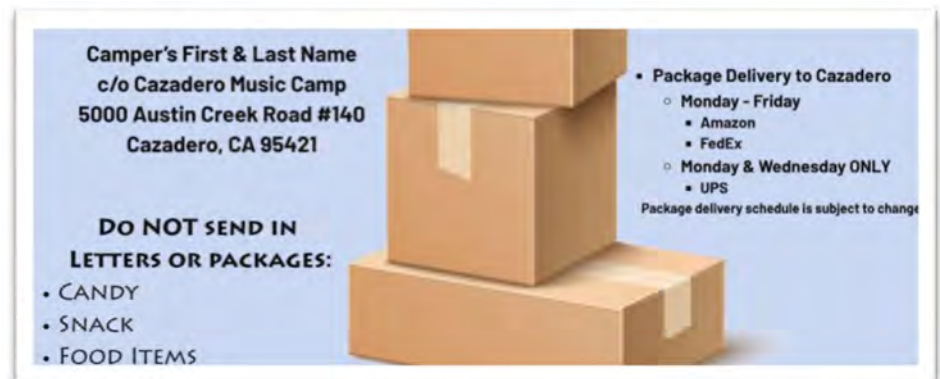 Camper's First & Last Name
c/o Cazadero Music Camp
5000 Austin Creek Road #140
Cazadero, CA 95421
Do NOT send in
Letters or packages:
• Candy
• Snack
• Food Items
• Package Delivery to Cazadero
○ Monday - Friday
▪ Amazon
▪ FedEx
○ Monday & Wednesday ONLY
▪ UPS
Package delivery schedule is subject to change